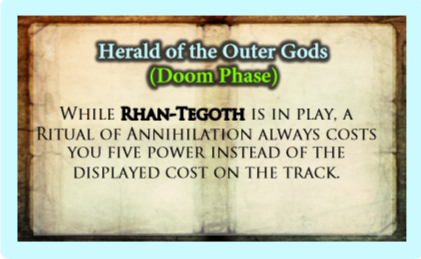 Herald of the Outer Gods
(Doom Phase)
While Rhan-Tegoth is in play, a
Ritual of Annihilation always costs
you five power instead of the
displayed cost on the track.